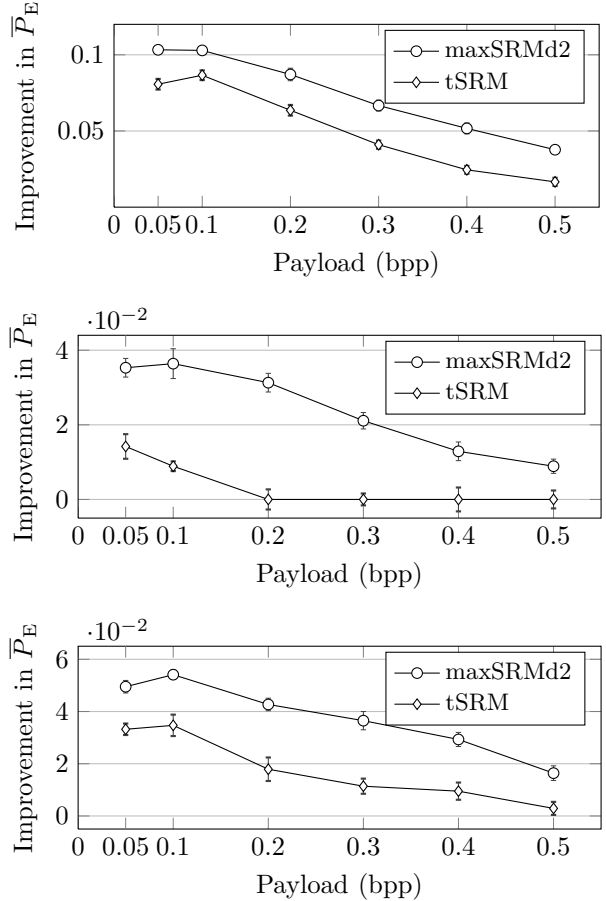 0.1
0.05
Improvement in P̅_E
maxSRMd2
tSRM
0 0.05 0.1 0.2 0.3 0.4 0.5
Payload (bpp)
·10⁻²
4
2
0
Improvement in P̅_E
maxSRMd2
tSRM
0 0.05 0.1 0.2 0.3 0.4 0.5
Payload (bpp)
·10⁻²
6
4
2
0
Improvement in P̅_E
maxSRMd2
tSRM
0 0.05 0.1 0.2 0.3 0.4 0.5
Payload (bpp)